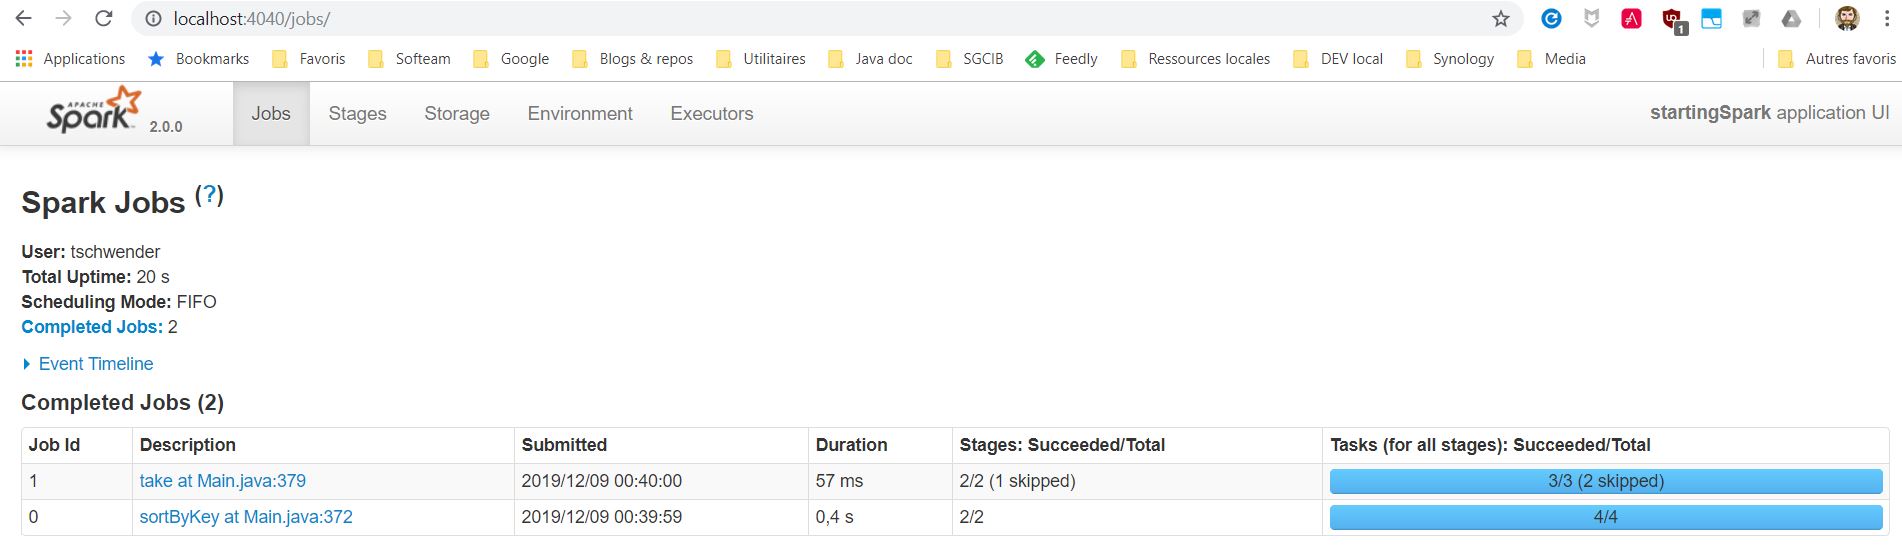 localhost:4040/jobs/
1
Applications Bookmarks Favoris Softeam Google Blogs & repos Utilitaires Java doc SGCIB Feedly Ressources locales DEV local Synology Media Autres favoris
APACHE Spark 2.0.0 Jobs Stages Storage Environment Executors startingSpark application UI
Spark Jobs (?)
User: tschwender
Total Uptime: 20 s
Scheduling Mode: FIFO
Completed Jobs: 2
Event Timeline
Completed Jobs (2)
Job Id Description Submitted Duration Stages: Succeeded/Total Tasks (for all stages): Succeeded/Total
1 take at Main.java:379 2019/12/09 00:40:00 57 ms 2/2 (1 skipped) 3/3 (2 skipped)
0 sortByKey at Main.java:372 2019/12/09 00:39:59 0,4 s 2/2 4/4